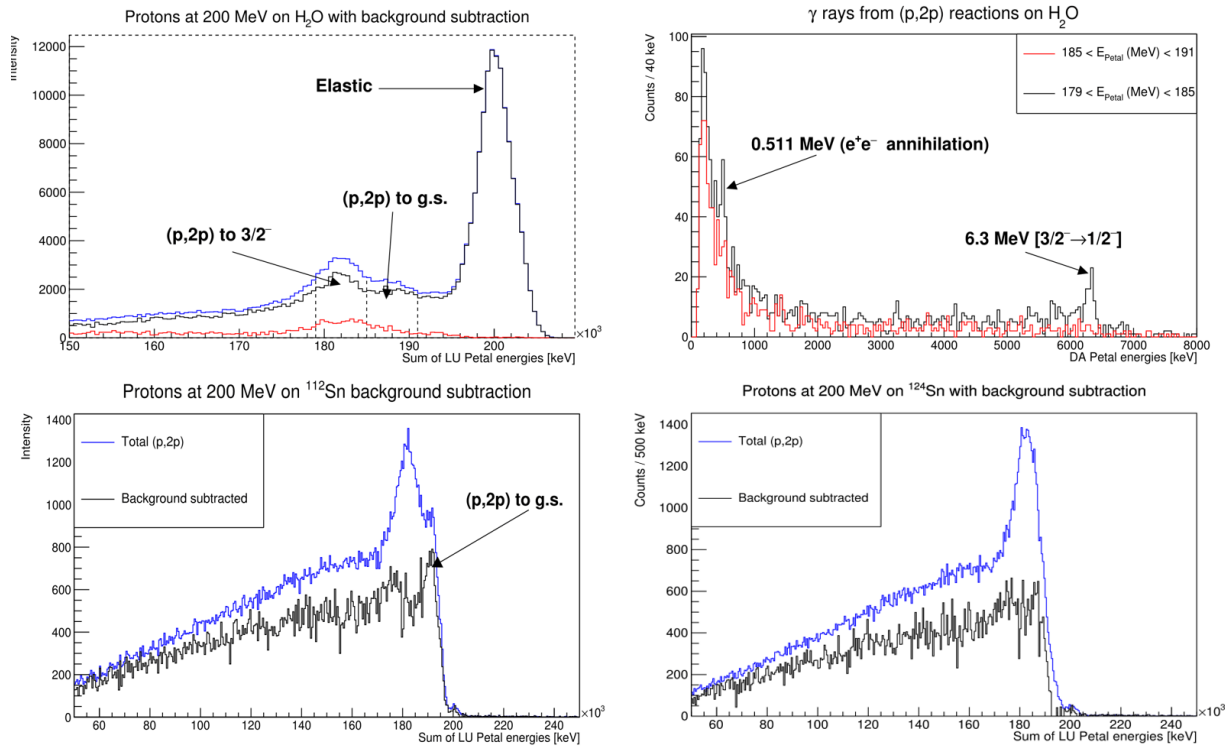 Protons at 200 MeV on H2O with background subtraction
Intensity
12000
10000
8000
6000
4000
2000
0
Elastic
(p,2p) to g.s.
(p,2p) to 3/2⁻
150 160 170 180 190 200
×10³
Sum of LU Petal energies [keV]
γ rays from (p,2p) reactions on H2O
Counts / 40 keV
100
80
60
40
20
0
185 < EPetal (MeV) < 191
179 < EPetal (MeV) < 185
0.511 MeV (e⁺e⁻ annihilation)
6.3 MeV [3/2⁻→1/2⁻]
0 1000 2000 3000 4000 5000 6000 7000 8000
DA Petal energies [keV]
Protons at 200 MeV on ¹¹²Sn background subtraction
Intensity
1400
1200
1000
800
600
400
200
0
Total (p,2p)
Background subtracted
(p,2p) to g.s.
60 80 100 120 140 160 180 200 220 240
×10³
Sum of LU Petal energies [keV]
Protons at 200 MeV on ¹²⁴Sn with background subtraction
Counts / 500 keV
1400
1200
1000
800
600
400
200
0
Total (p,2p)
Background subtracted
60 80 100 120 140 160 180 200 220 240
×10³
Sum of LU Petal energies [keV]